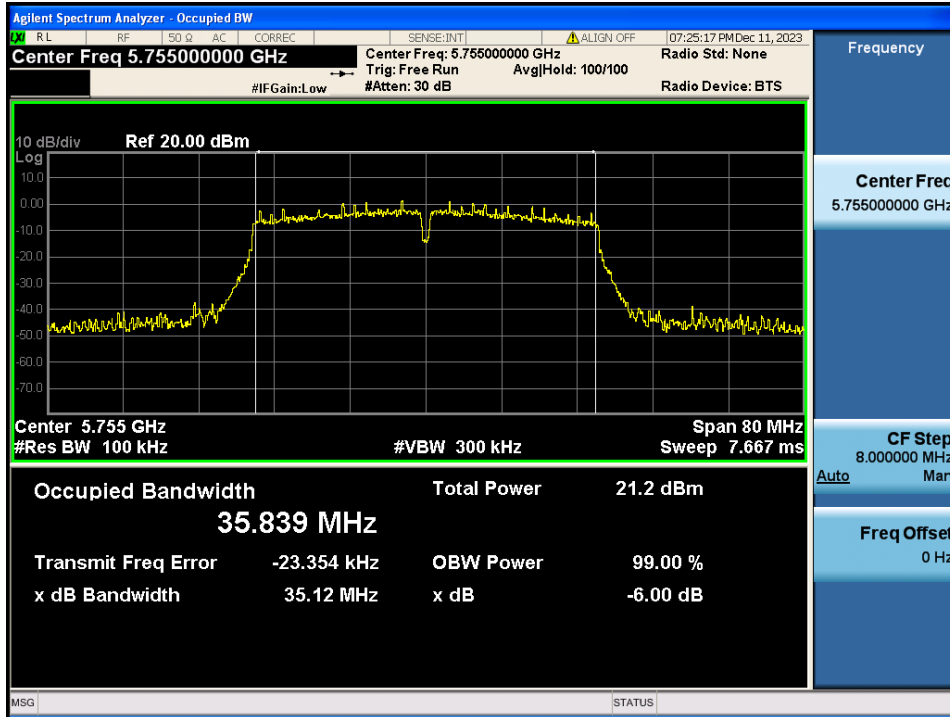 Agilent Spectrum Analyzer - Occupied BW
LXI RL RF 50 Ω AC CORREC SENSE:INT ALIGN OFF 07:25:17 PM Dec 11, 2023
Center Freq 5.755000000 GHz
Center Freq: 5.755000000 GHz Radio Std: None
Trig: Free Run Avg|Hold: 100/100
#IFGain:Low #Atten: 30 dB Radio Device: BTS
10 dB/div Ref 20.00 dBm
Log
10.0
0.00
-10.0
-20.0
-30.0
-40.0
-50.0
-60.0
-70.0
Center 5.755 GHz Span 80 MHz
#Res BW 100 kHz #VBW 300 kHz Sweep 7.667 ms
Occupied Bandwidth Total Power 21.2 dBm
35.839 MHz
Transmit Freq Error -23.354 kHz OBW Power 99.00 %
x dB Bandwidth 35.12 MHz x dB -6.00 dB
MSG STATUS
Frequency
Center Freq
5.755000000 GHz
CF Step
8.000000 MHz
Auto Man
Freq Offset
0 Hz